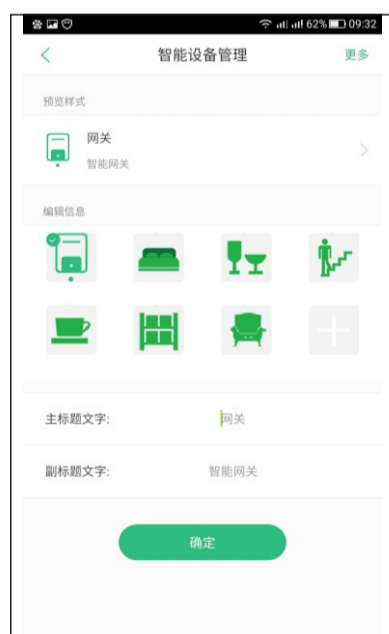 62% 09:32
智能设备管理 更多
预览样式
网关
智能网关
编辑信息
主标题文字: 网关
副标题文字: 智能网关
确定